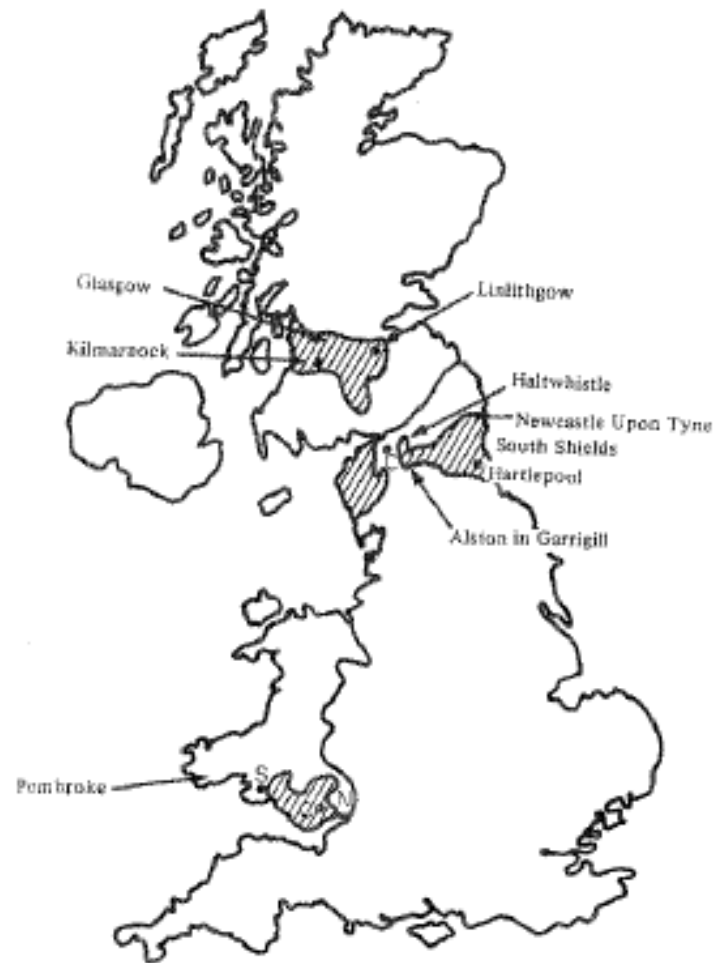 Glasgow
Linlithgow
Kilmarnock
Haltwhistle
Newcastle Upon Tyne
South Shields
Hartlepool
Alston in Garrigill
S
Pembroke
N